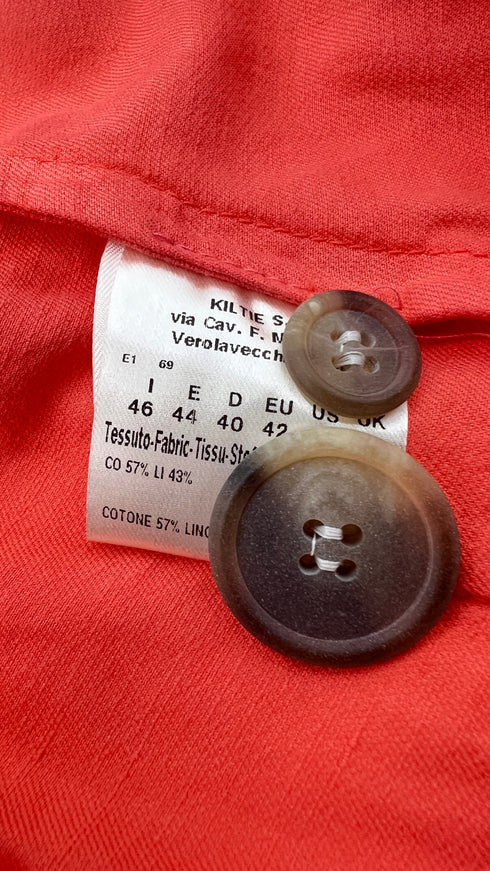 KILTIE S
via Cav. F. N
Verolavecch
E1 69
I E D EU US UK
46 44 40 42
Tessuto-Fabric-Tissu-Sto
CO 57% LI 43%
COTONE 57% LINO